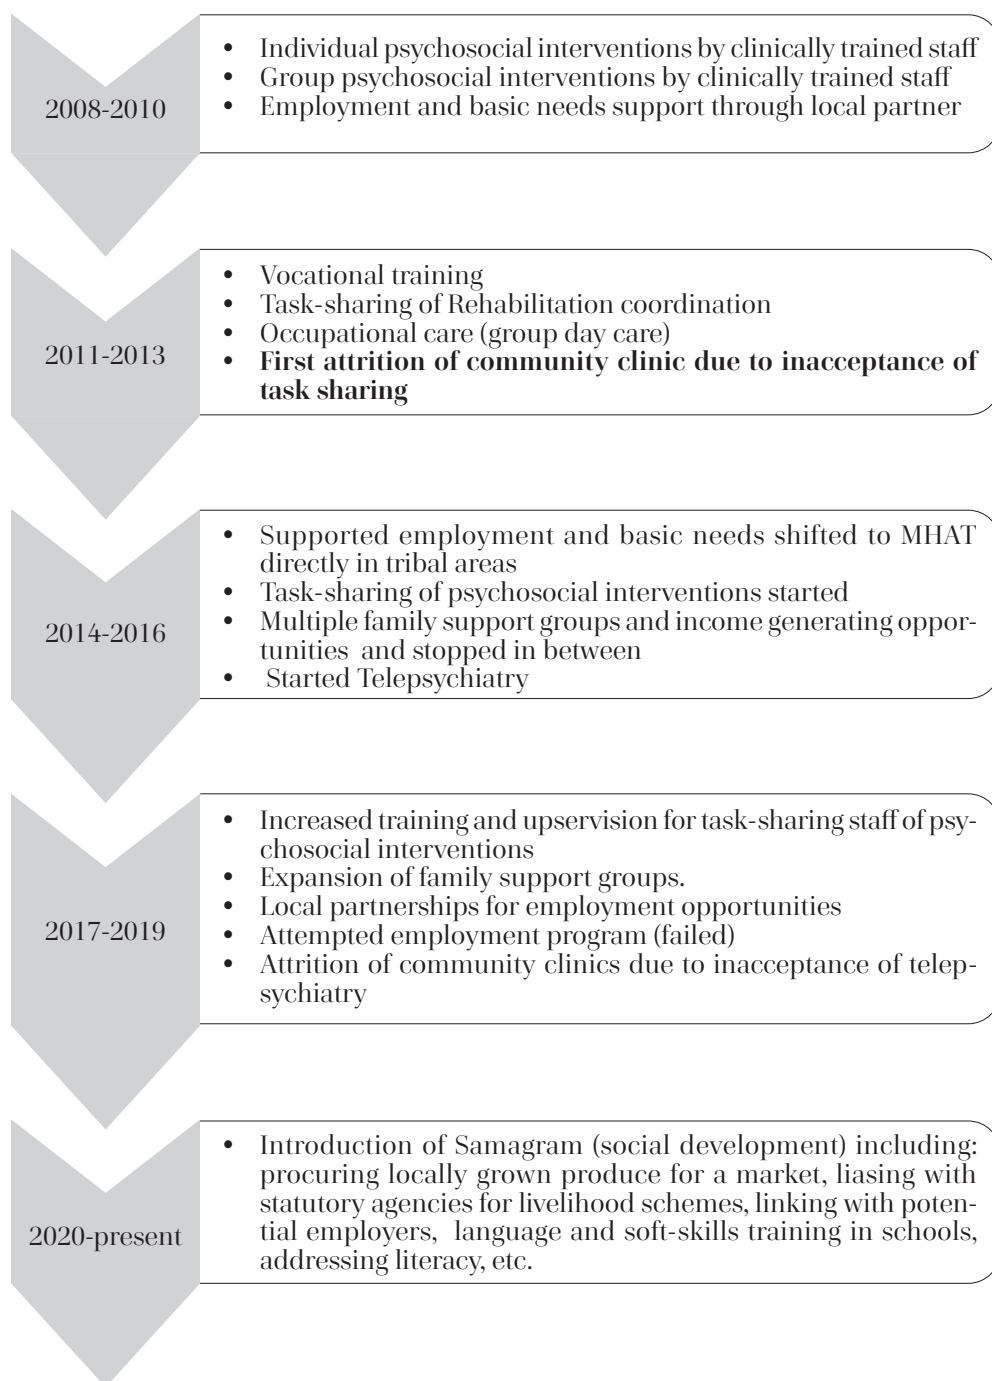 2008-2010
• Individual psychosocial interventions by clinically trained staff
• Group psychosocial interventions by clinically trained staff
• Employment and basic needs support through local partner
2011-2013
• Vocational training
• Task-sharing of Rehabilitation coordination
• Occupational care (group day care)
• First attrition of community clinic due to inacceptance of
task sharing
2014-2016
• Supported employment and basic needs shifted to MHAT
directly in tribal areas
• Task-sharing of psychosocial interventions started
• Multiple family support groups and income generating oppor-
tunities and stopped in between
• Started Telepsychiatry
2017-2019
• Increased training and upservision for task-sharing staff of psy-
chosocial interventions
• Expansion of family support groups.
• Local partnerships for employment opportunities
• Attempted employment program (failed)
• Attrition of community clinics due to inacceptance of telep-
sychiatry
2020-present
• Introduction of Samagram (social development) including:
procuring locally grown produce for a market, liasing with
statutory agencies for livelihood schemes, linking with poten-
tial employers, language and soft-skills training in schools,
addressing literacy, etc.